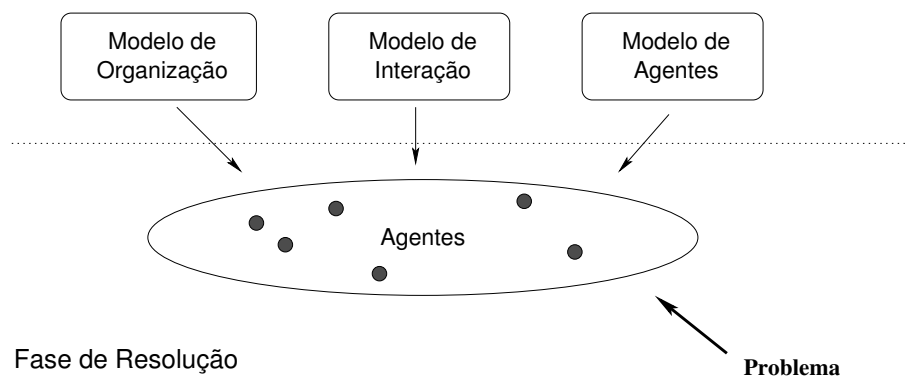 Modelo de
Organização
Modelo de
Interação
Modelo de
Agentes
Agentes
Fase de Resolução
Problema